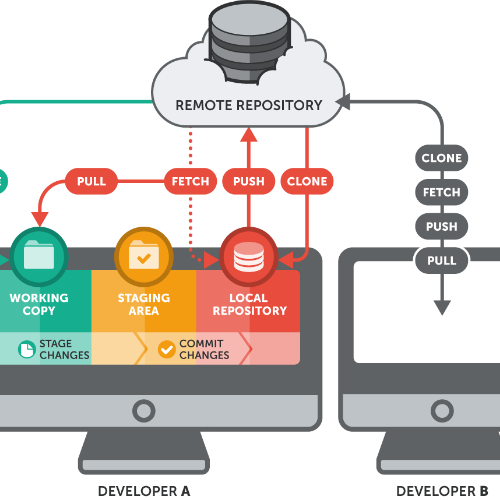 REMOTE REPOSITORY
CLONE
PULL
FETCH
PUSH
CLONE
FETCH
PUSH
PULL
WORKING
COPY
STAGING
AREA
LOCAL
REPOSITORY
STAGE
CHANGES
COMMIT
CHANGES
DEVELOPER A
DEVELOPER B